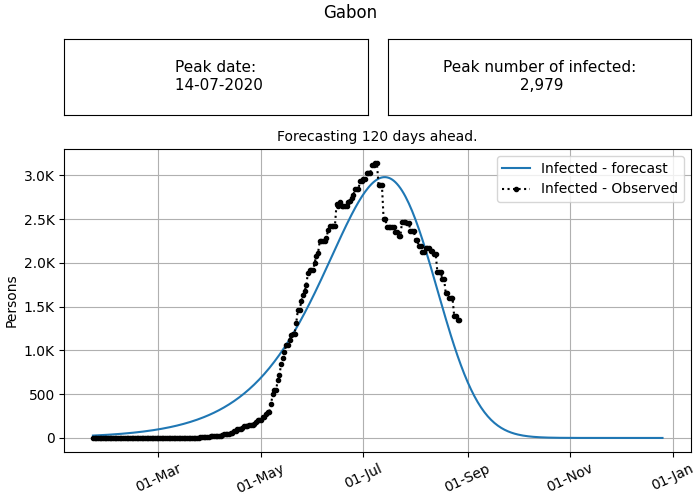 Gabon
Peak date:
14-07-2020
Peak number of infected:
2,979
Forecasting 120 days ahead.
Infected - forecast
Infected - Observed
3.0K
2.5K
2.0K
1.5K
1.0K
500
0
Persons
01-Mar
01-May
01-Jul
01-Sep
01-Nov
01-Jan